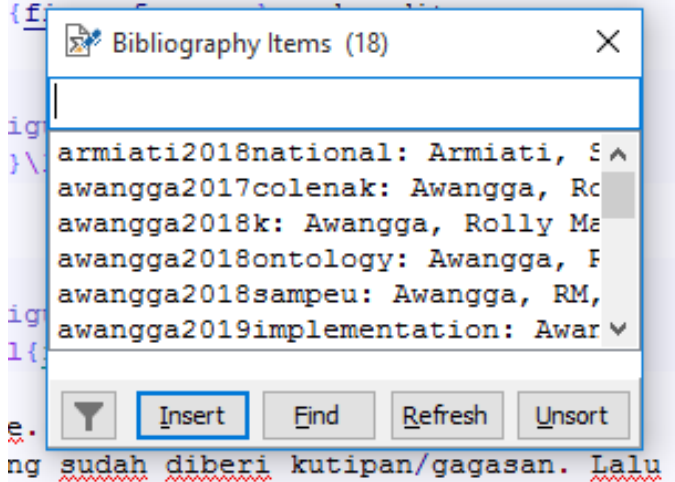 Bibliography Items (18)
armiati2018national: Armiati,
awangga2017colenak: Awangga,
awangga2018k: Awangga, Rolly
awangga2018ontology: Awangga,
awangga2018sampeu: Awangga, RM,
awangga2019implementation:
Insert Find Refresh Unsort
ng sudah diberi kutipan/gagasan. Lalu